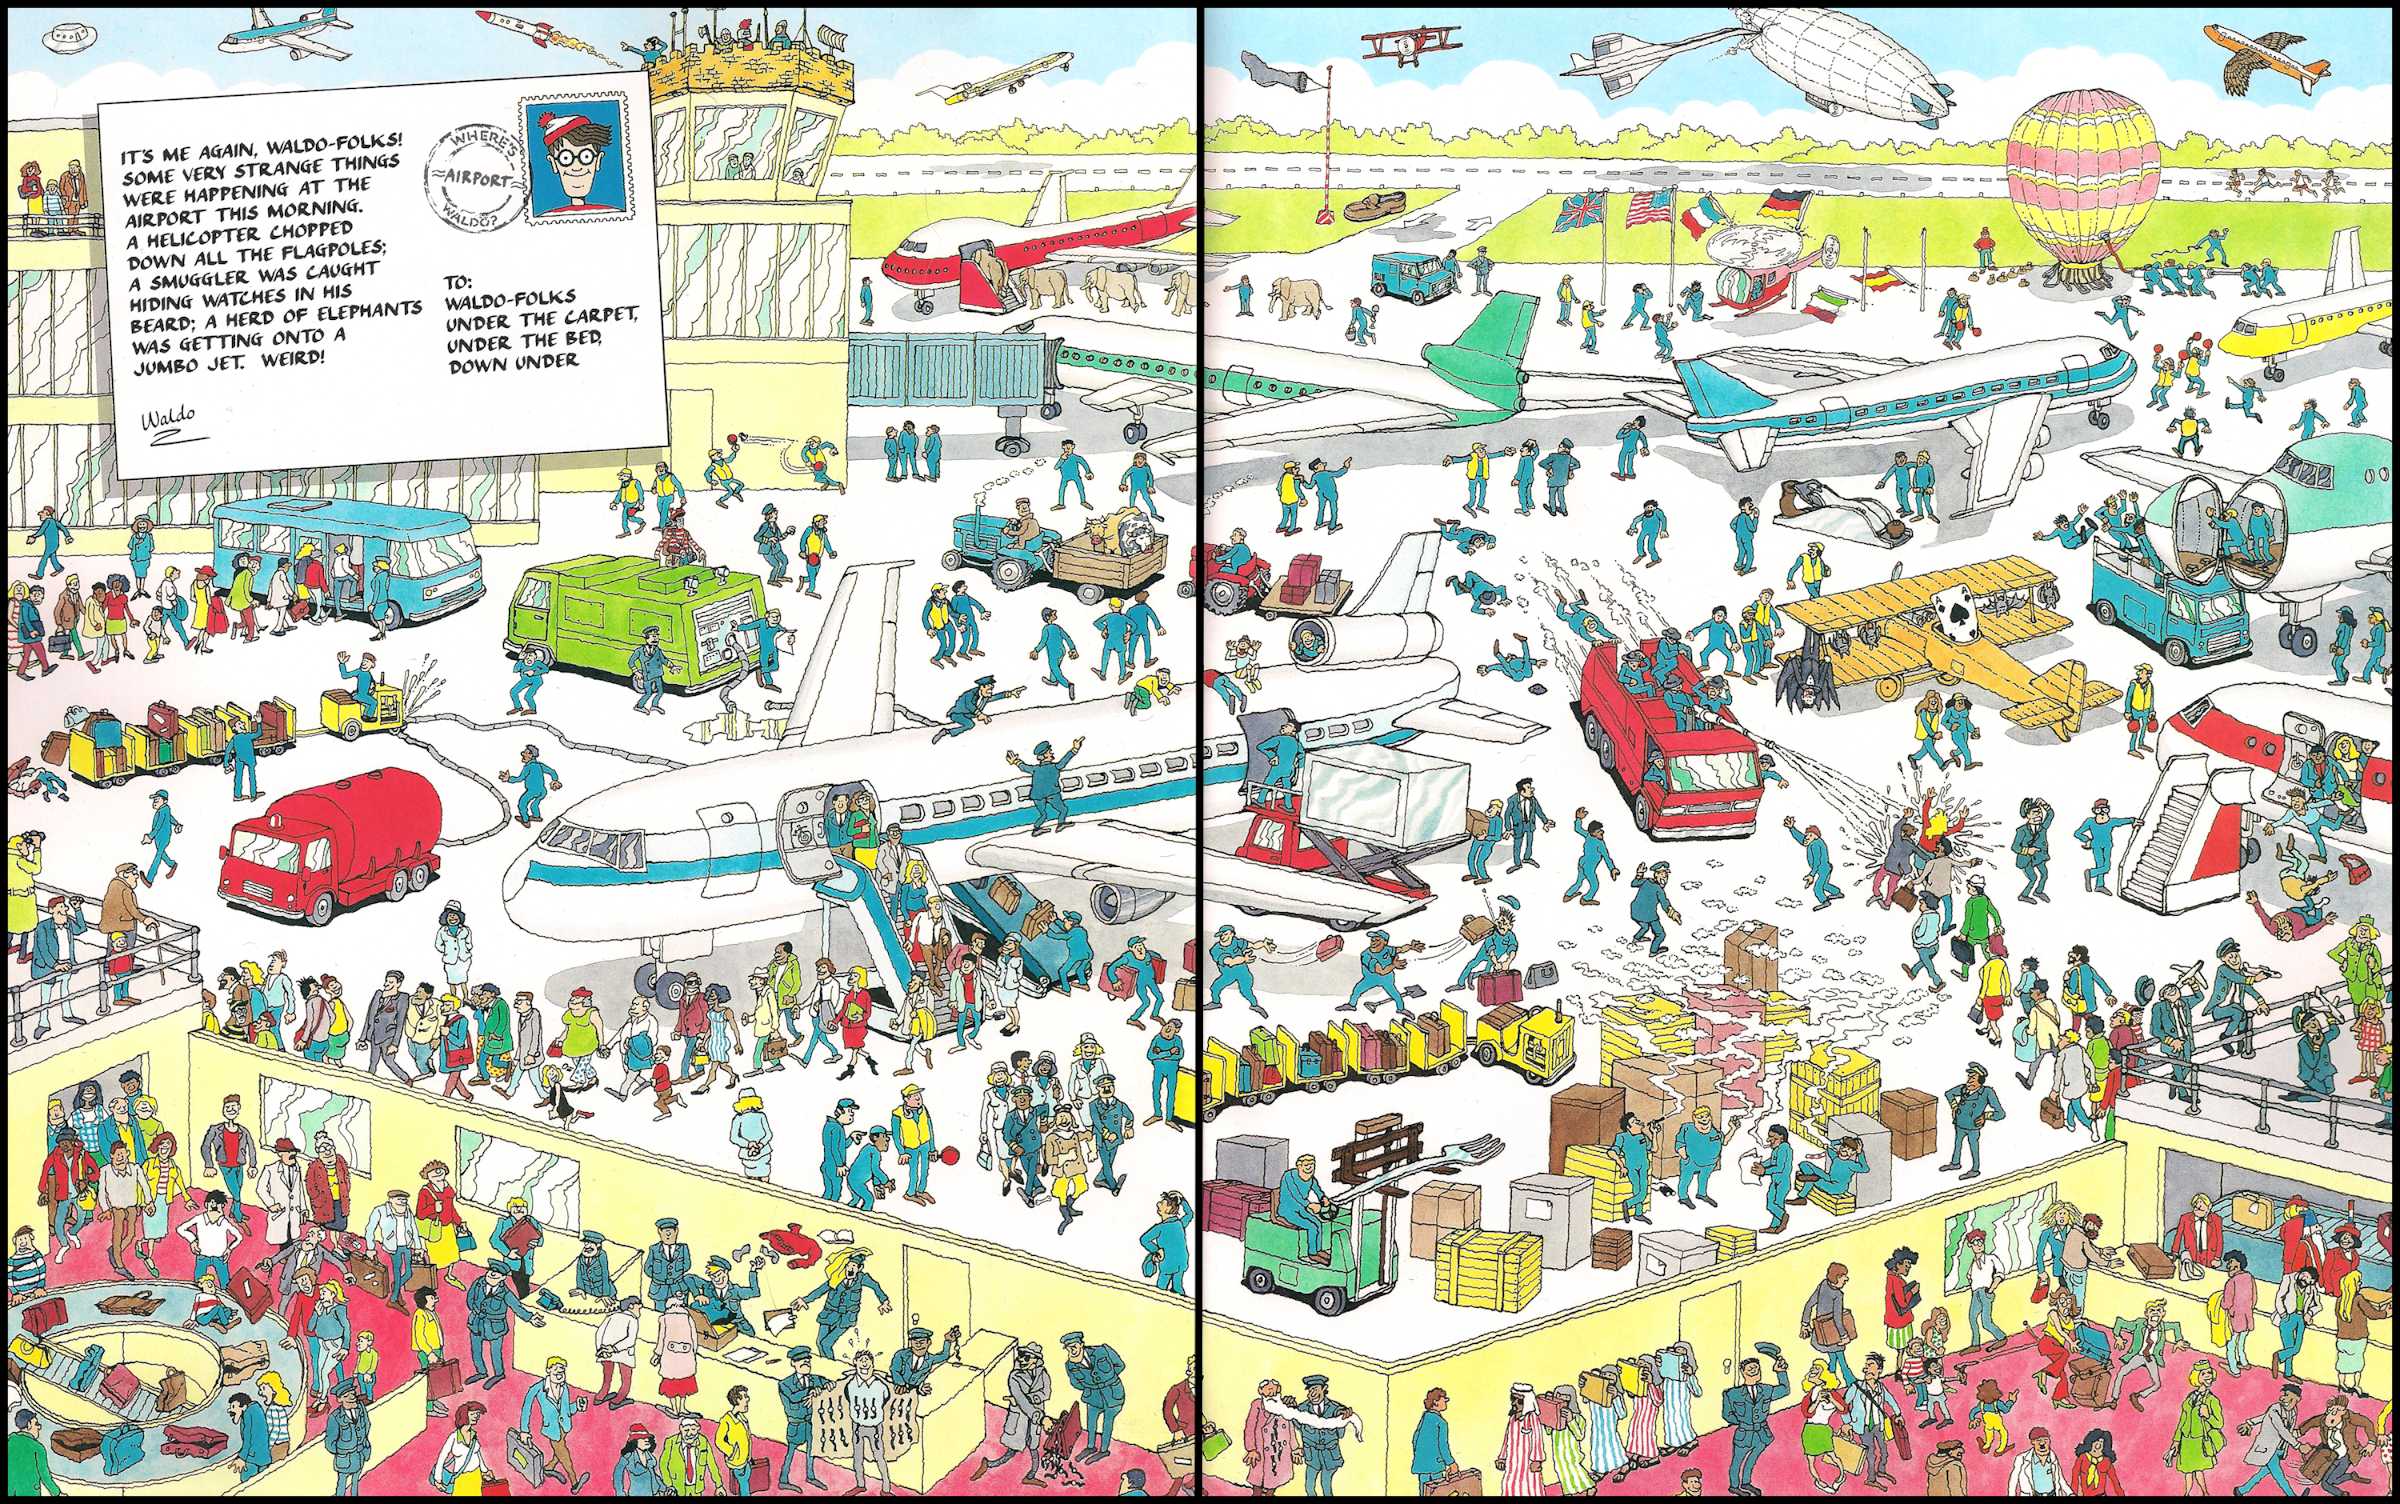 IT'S ME AGAIN, WALDO-FOLKS!
SOME VERY STRANGE THINGS
WERE HAPPENING AT THE
AIRPORT THIS MORNING.
A HELICOPTER CHOPPED
DOWN ALL THE FLAGPOLES;
A SMUGGLER WAS CAUGHT
HIDING WATCHES IN HIS
BEARD; A HERD OF ELEPHANTS
WAS GETTING ONTO A
JUMBO JET. WEIRD!
Waldo
WHERE'S
AIRPORT
WALDO?
TO:
WALDO-FOLKS
UNDER THE CARPET,
UNDER THE BED,
DOWN UNDER